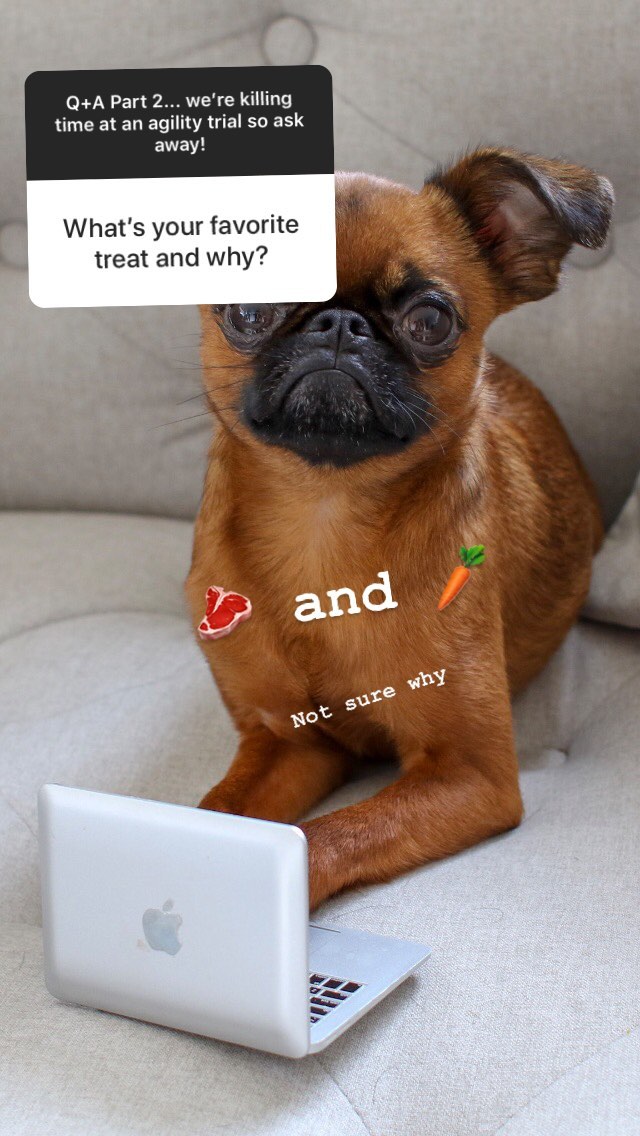 Q+A Part 2... we’re killing
time at an agility trial so ask
away!
What’s your favorite
treat and why?
🥩 and 🥕
Not sure why